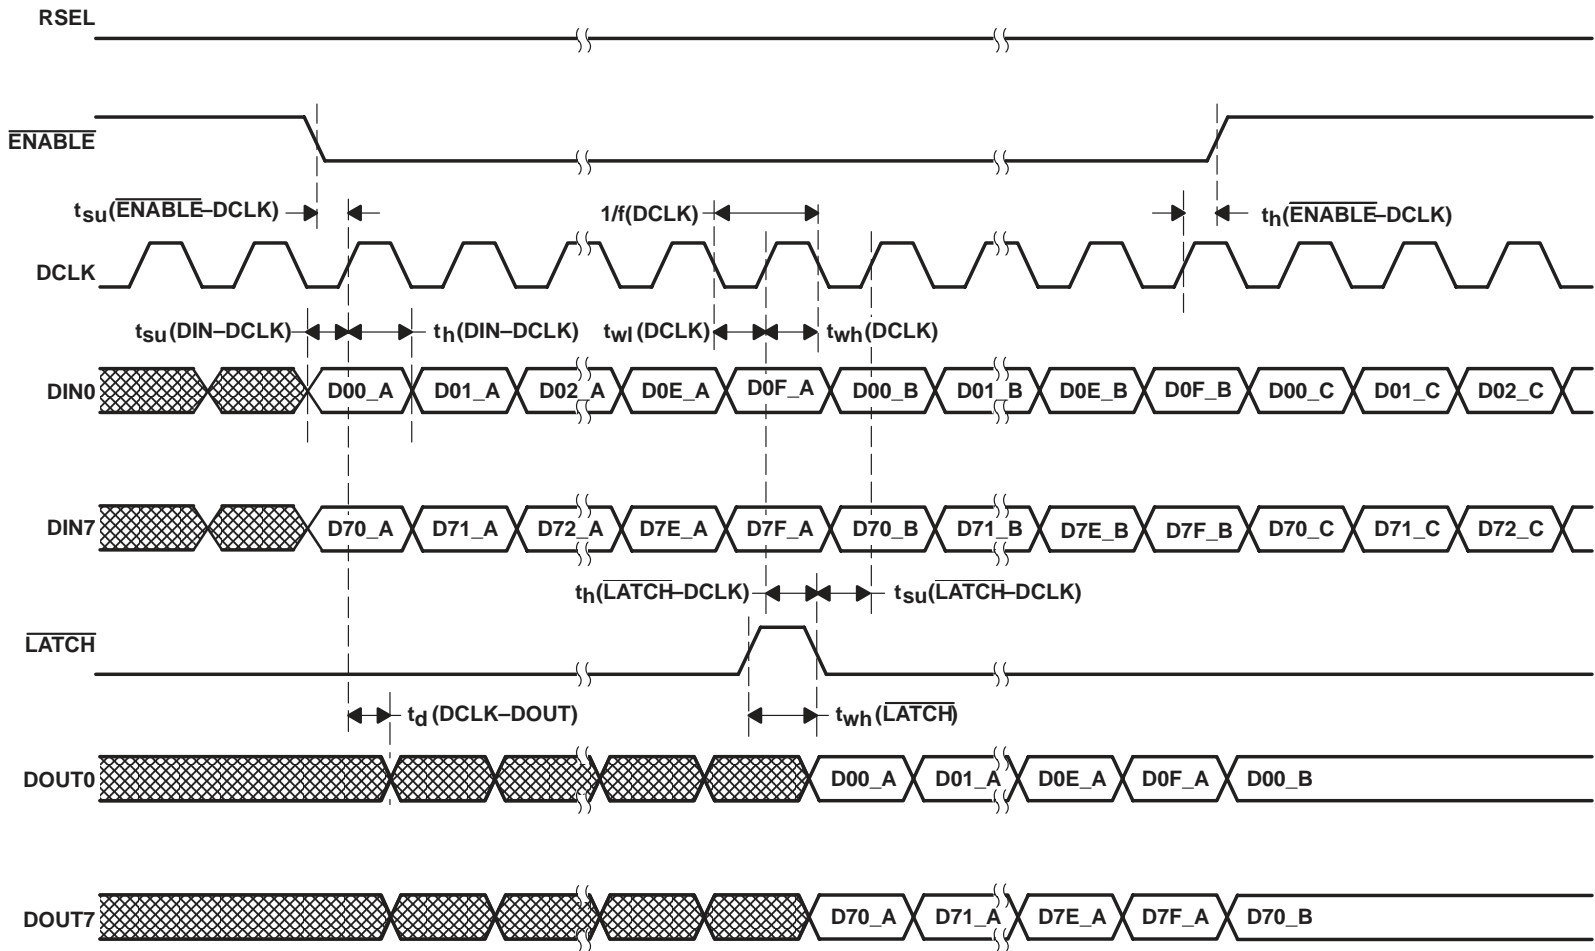 RSEL
ENABLE
tsu(ENABLE–DCLK)
1/f(DCLK)
th(ENABLE–DCLK)
DCLK
tsu(DIN–DCLK)
th(DIN–DCLK)
twl(DCLK)
twh(DCLK)
DIN0 D00_A D01_A D02_A D0E_A D0F_A D00_B D01_B D0E_B D0F_B D00_C D01_C D02_C
DIN7 D70_A D71_A D72_A D7E_A D7F_A D70_B D71_B D7E_B D7F_B D70_C D71_C D72_C
th(LATCH–DCLK)
tsu(LATCH–DCLK)
LATCH
td(DCLK–DOUT)
twh(LATCH)
DOUT0 D00_A D01_A D0E_A D0F_A D00_B
DOUT7 D70_A D71_A D7E_A D7F_A D70_B